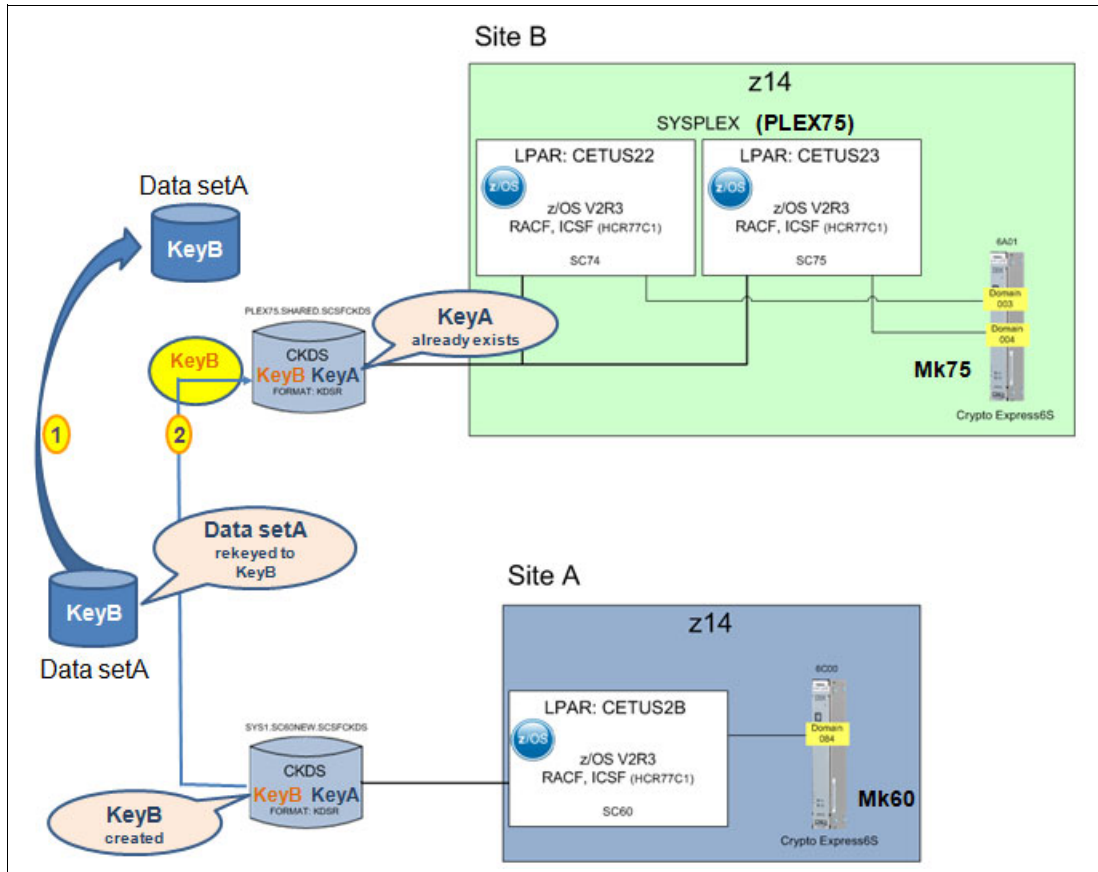 Site B
z14
SYSPLEX (PLEX75)
LPAR: CETUS22
z/OS
z/OS V2R3
RACF, ICSF (HCR77C1)
SC74
LPAR: CETUS23
z/OS
z/OS V2R3
RACF, ICSF (HCR77C1)
SC75
6A01
Domain
003
Domain
004
Mk75
Crypto Express6S
Data setA
KeyB
PLEX75.SHARED.SCSFCKDS
CKDS
KeyB KeyA
FORMAT: KDSR
KeyA
already exists
KeyB
1
2
Data setA
rekeyed to
KeyB
KeyB
Data setA
Site A
z14
LPAR: CETUS2B
z/OS
z/OS V2R3
RACF, ICSF (HCR77C1)
SC60
6C00
Domain
084
Mk60
Crypto Express6S
SYS1.SC60NEW.SCSFCKDS
CKDS
KeyB KeyA
FORMAT: KDSR
KeyB
created